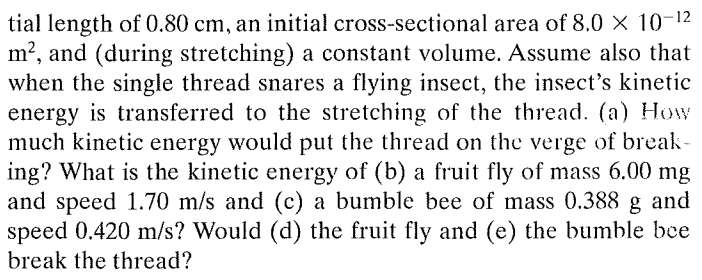 tial length of 0.80 cm, an initial cross-sectional area of 8.0 × 10⁻¹²
m², and (during stretching) a constant volume. Assume also that
when the single thread snares a flying insect, the insect's kinetic
energy is transferred to the stretching of the thread. (a) How
much kinetic energy would put the thread on the verge of break-
ing? What is the kinetic energy of (b) a fruit fly of mass 6.00 mg
and speed 1.70 m/s and (c) a bumble bee of mass 0.388 g and
speed 0.420 m/s? Would (d) the fruit fly and (e) the bumble bee
break the thread?